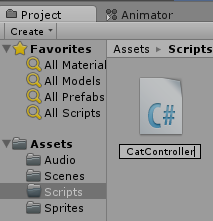 Project
Animator
Create
Favorites
All Material
All Models
All Prefabs
All Scripts
Assets
Audio
Scenes
Scripts
Sprites
Assets Scripts
C#
CatController